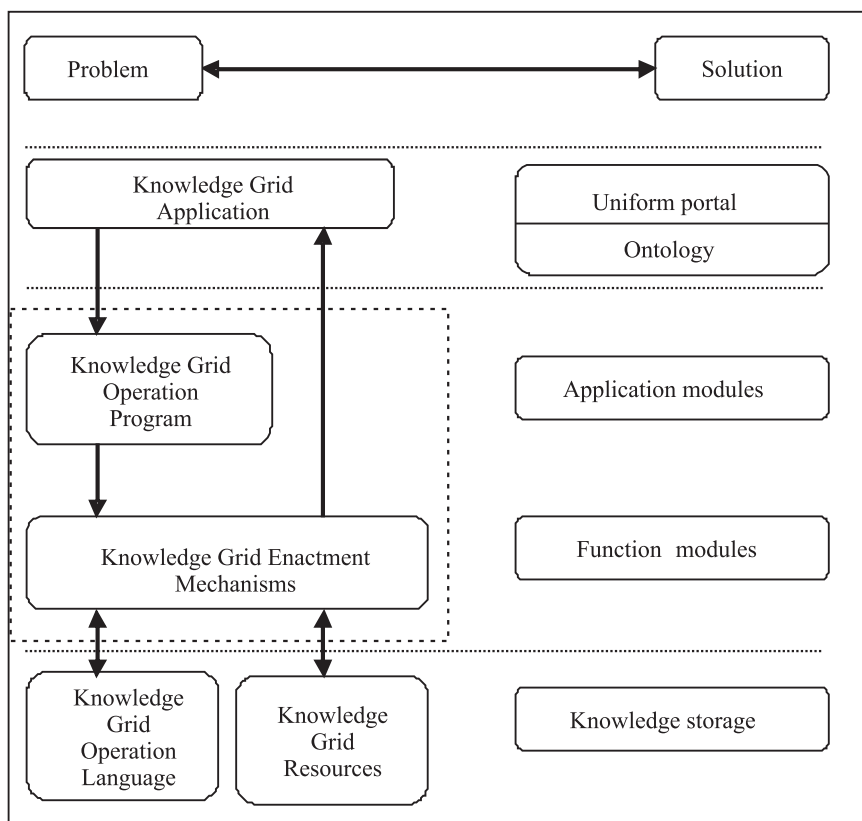 Problem
Solution
Knowledge Grid
Application
Uniform portal
Ontology
Knowledge Grid
Operation
Program
Application modules
Knowledge Grid Enactment
Mechanisms
Function modules
Knowledge
Grid
Operation
Language
Knowledge
Grid
Resources
Knowledge storage